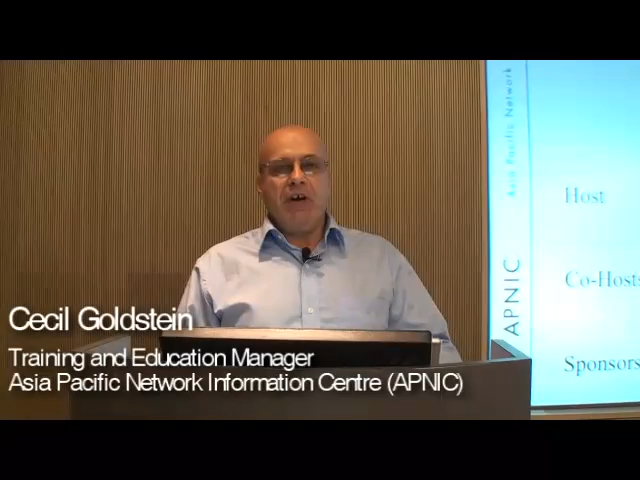 Cecil Goldstein
Training and Education Manager
Asia Pacific Network Information Centre (APNIC)
APNIC
Asia Pacific Network
Host
Co-Hosts
Sponsors